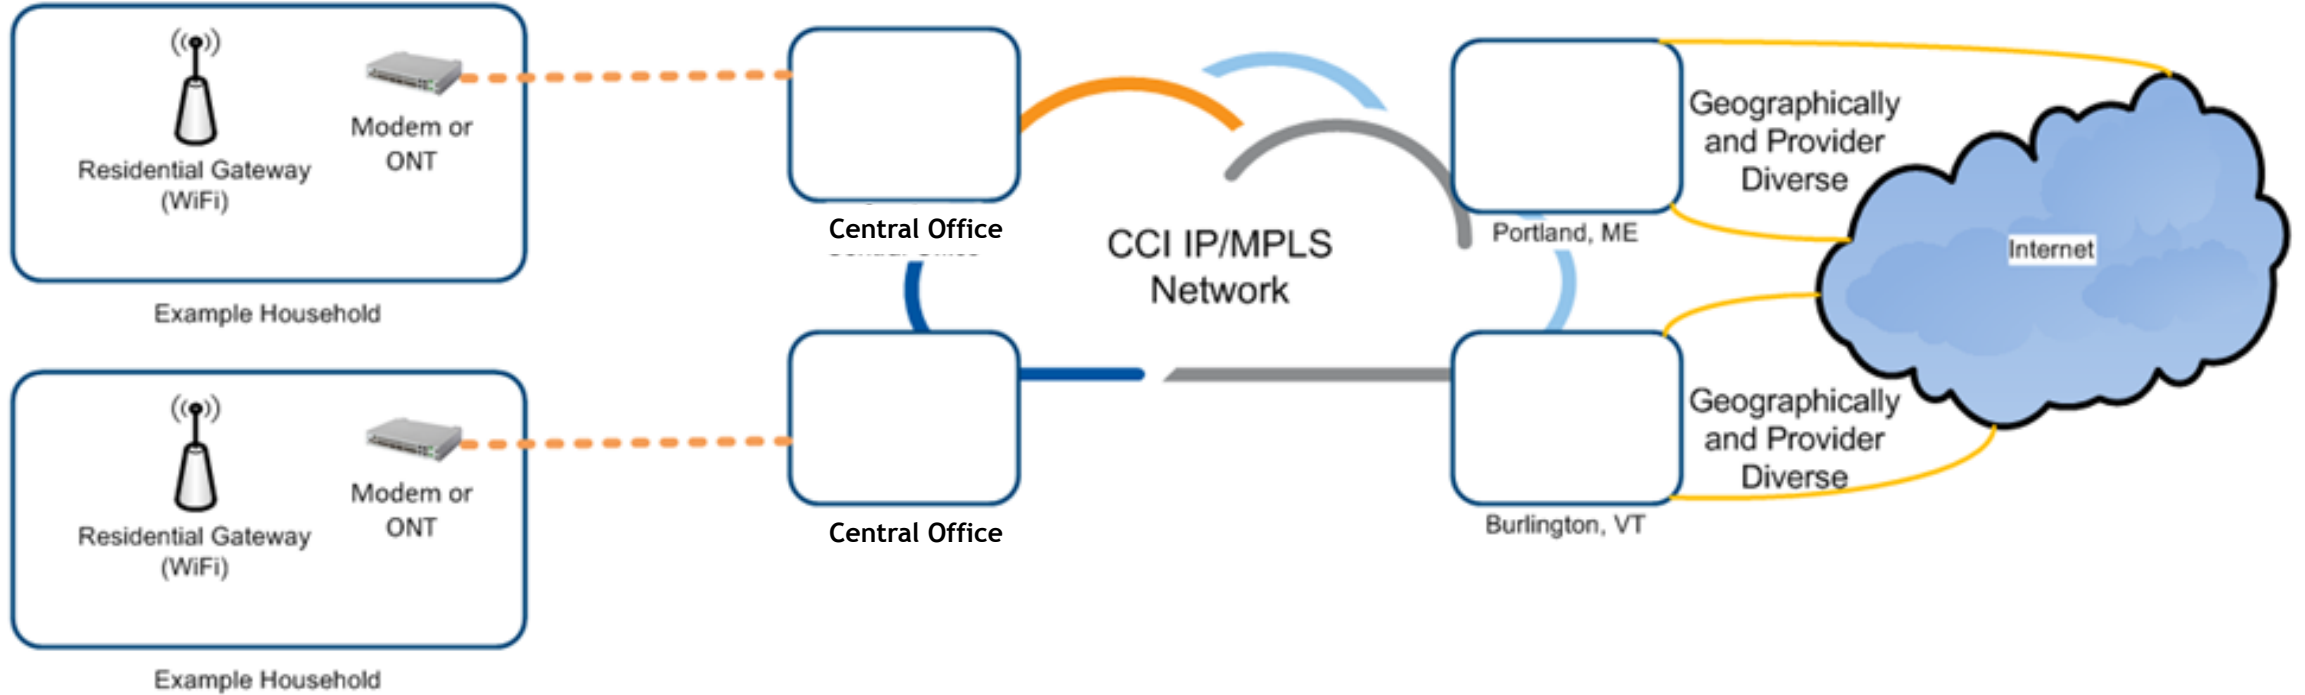 Residential Gateway
(WiFi)
Modem or
ONT
Example Household
Central Office
CCI IP/MPLS
Network
Portland, ME
Geographically
and Provider
Diverse
Internet
Residential Gateway
(WiFi)
Modem or
ONT
Example Household
Central Office
Burlington, VT
Geographically
and Provider
Diverse